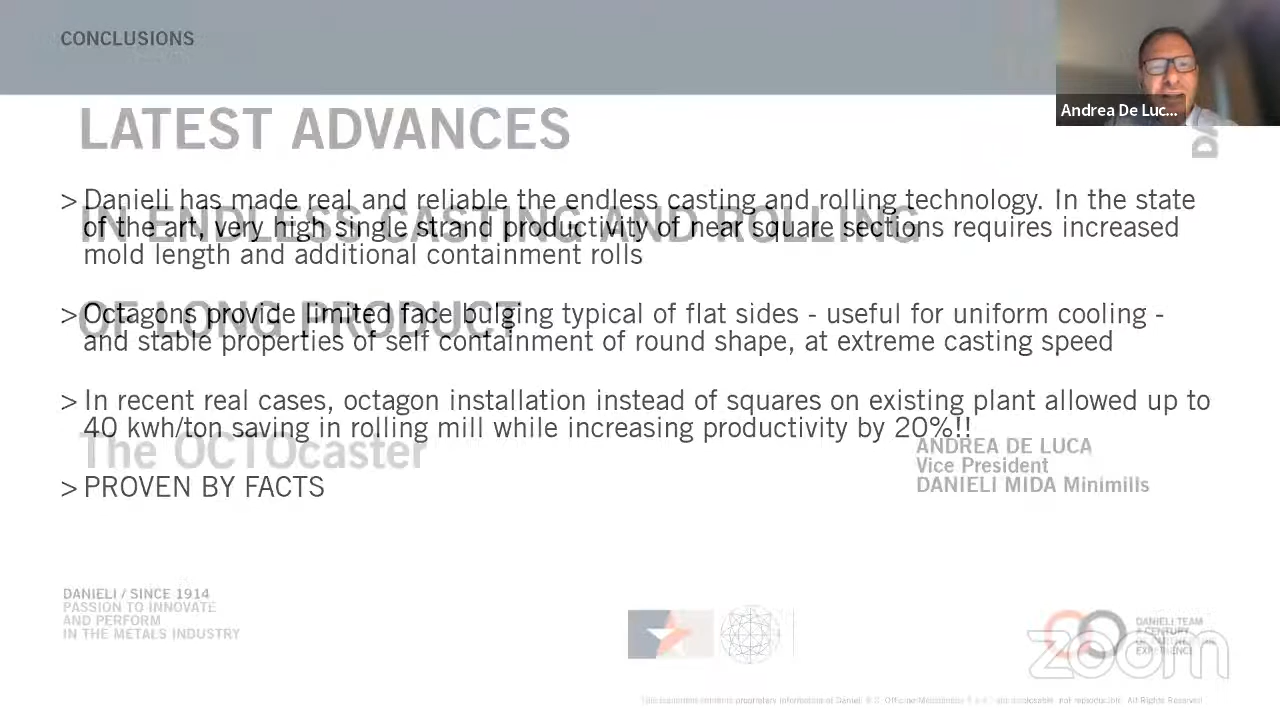 CONCLUSIONS
Andrea De Luc...
LATEST ADVANCES
> Danieli has made real and reliable the endless casting and rolling technology. In the state
of the art, very high single strand productivity of near square sections requires increased
mold length and additional containment rolls
IN ENDLESS CASTING AND ROLLING
> Octagons provide limited face bulging typical of flat sides - useful for uniform cooling -
and stable properties of self containment of round shape, at extreme casting speed
OF LONG PRODUCT
> In recent real cases, octagon installation instead of squares on existing plant allowed up to
40 kwh/ton saving in rolling mill while increasing productivity by 20%!!
The OCTOcaster
ANDREA DE LUCA
Vice President
DANIELI MIDA Minimills
> PROVEN BY FACTS
DANIELI / SINCE 1914
PASSION TO INNOVATE
AND PERFORM
IN THE METALS INDUSTRY
DANIELI TEAM
A CENTURY
OF PARTNERSHIP
EXPERIENCE
zoom